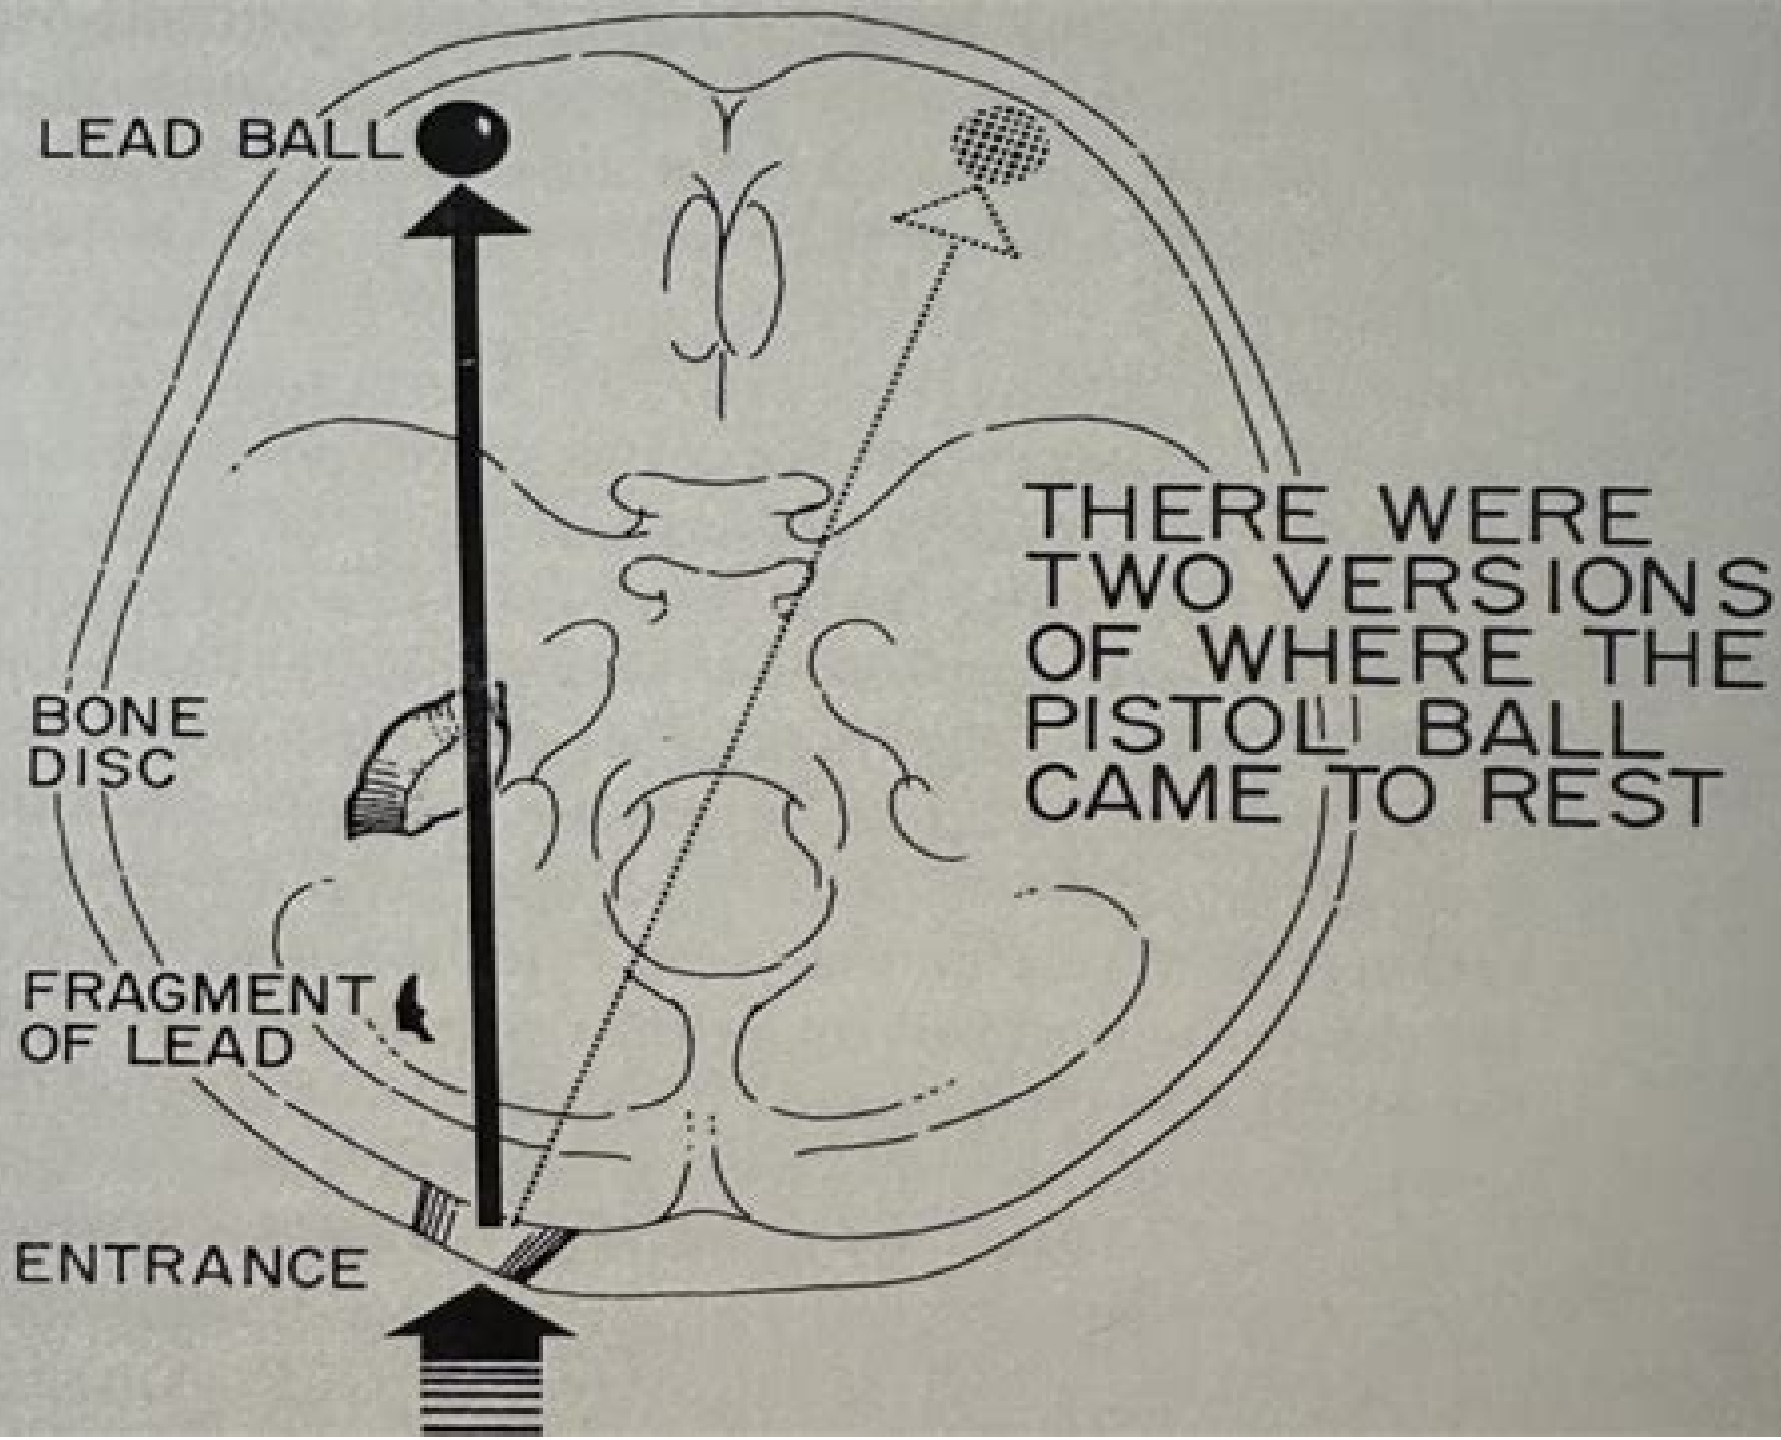 LEAD BALL
THERE WERE
TWO VERSIONS
OF WHERE THE
PISTOL BALL
CAME TO REST
BONE
DISC
FRAGMENT
OF LEAD
ENTRANCE